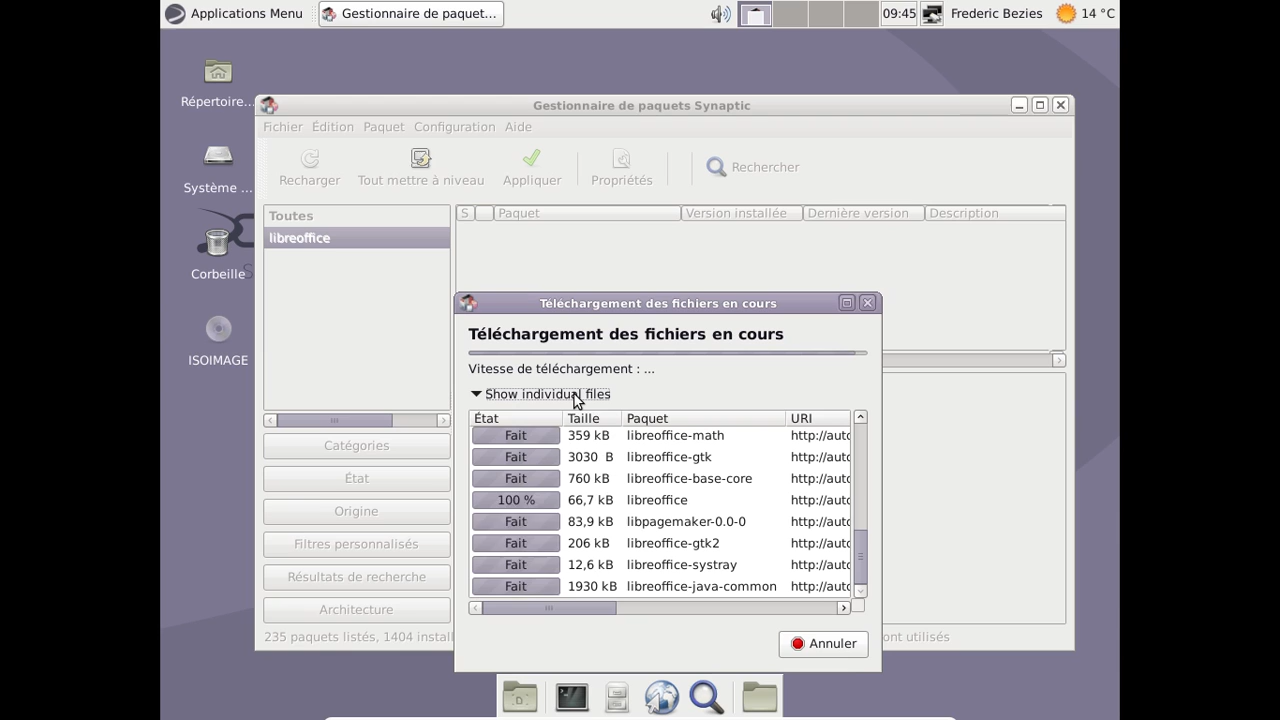 Applications Menu
Gestionnaire de paquet...
09:45
Frederic Bezies
14 °C
Répertoire...
Système ...
Corbeille
ISOIMAGE
Gestionnaire de paquets Synaptic
Fichier Édition Paquet Configuration Aide
Recharger Tout mettre à niveau Appliquer Propriétés Rechercher
Toutes
libreoffice
S Paquet Version installée Dernière version Description
Catégories
État
Origine
Filtres personnalisés
Résultats de recherche
Architecture
235 paquets listés, 1404 install
ont utilisés
Téléchargement des fichiers en cours
Téléchargement des fichiers en cours
Vitesse de téléchargement : ...
Show individual files
État Taille Paquet URI
Fait 359 kB libreoffice-math http://auto
Fait 3030 B libreoffice-gtk http://auto
Fait 760 kB libreoffice-base-core http://auto
100 % 66,7 kB libreoffice http://auto
Fait 83,9 kB libpagemaker-0.0-0 http://auto
Fait 206 kB libreoffice-gtk2 http://auto
Fait 12,6 kB libreoffice-systray http://auto
Fait 1930 kB libreoffice-java-common http://auto
Annuler